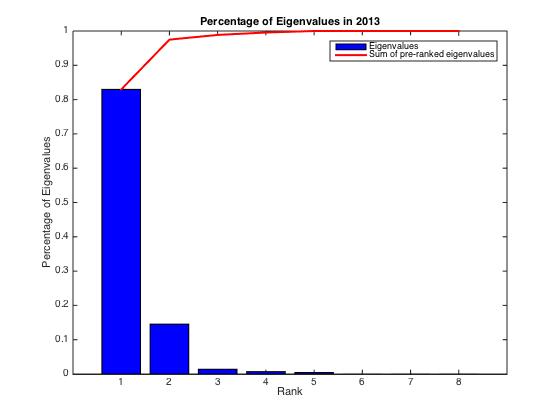 Percentage of Eigenvalues in 2013
1
0.9
0.8
0.7
0.6
0.5
0.4
0.3
0.2
0.1
0
Percentage of Eigenvalues
Eigenvalues
Sum of pre-ranked eigenvalues
1 2 3 4 5 6 7 8
Rank